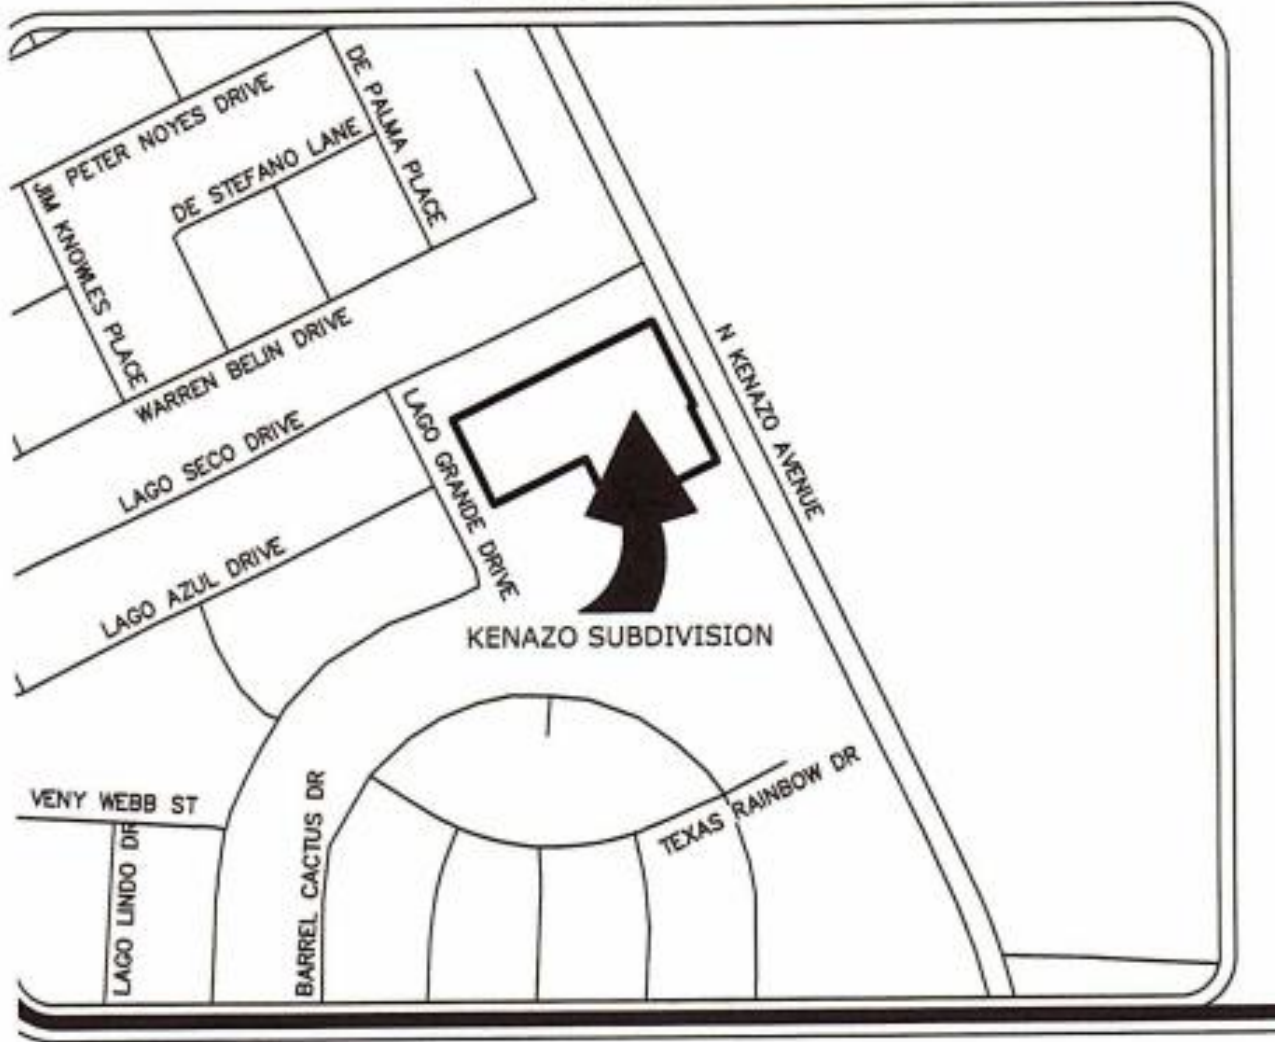 DE PALMA PLACE
PETER NOYES DRIVE
DE STEFANO LANE
JIM KNOWLES PLACE
WARREN BELIN DRIVE
N KENAZO AVENUE
LAGO SECO DRIVE
LAGO GRANDE DRIVE
LAGO AZUL DRIVE
KENAZO SUBDIVISION
TEXAS RAINBOW DR
VENY WEBB ST
LAGO LINDO DR
BARREL CACTUS DR